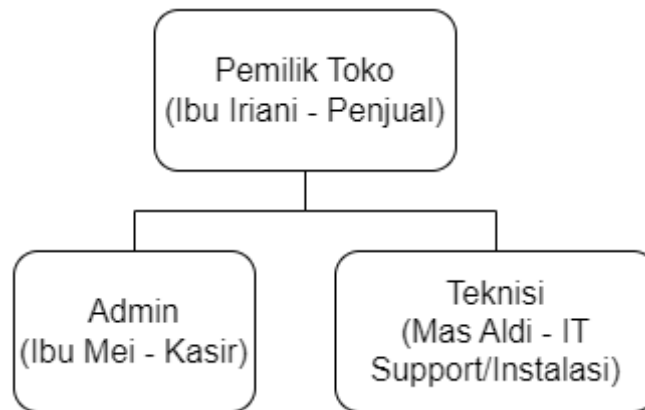 Pemilik Toko
(Ibu Iriani - Penjual)
Admin
(Ibu Mei - Kasir)
Teknisi
(Mas Aldi - IT
Support/Instalasi)